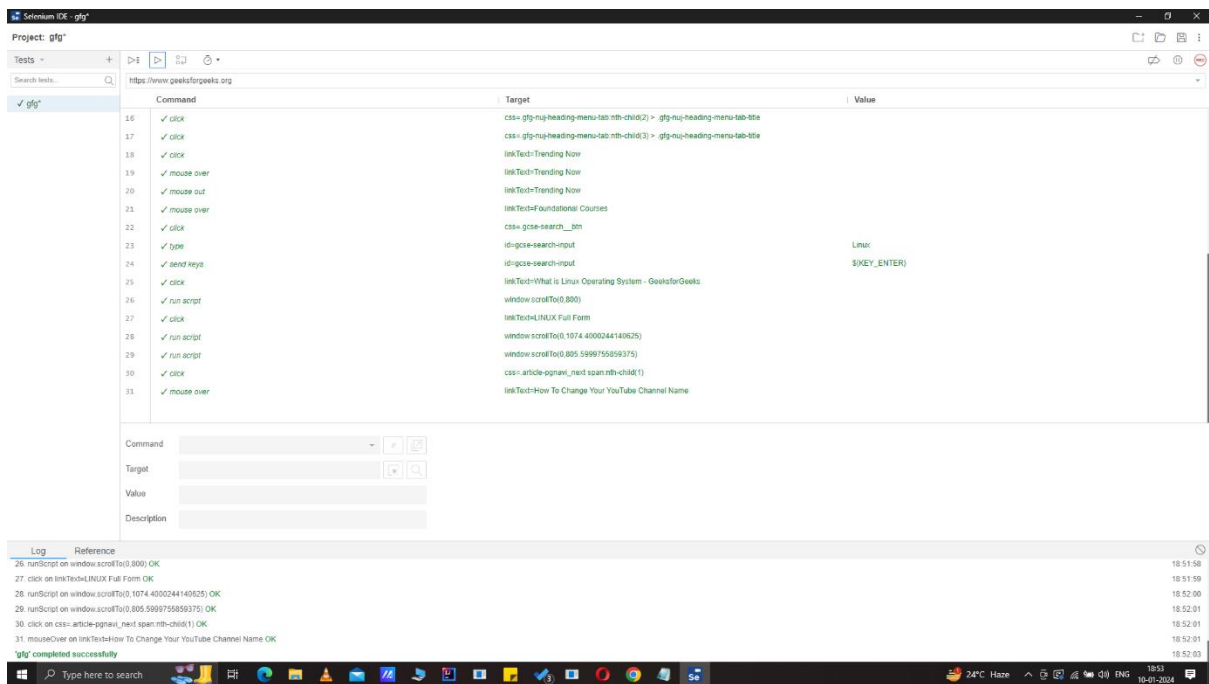 Selenium IDE - gfg*
Project: gfg*
Tests
Search tests...
https://www.geeksforgeeks.org
✓ gfg*
Command Target Value
16 ✓ click css=.gfg-nuj-heading-menu-tab:nth-child(2) > .gfg-nuj-heading-menu-tab-title
17 ✓ click css=.gfg-nuj-heading-menu-tab:nth-child(3) > .gfg-nuj-heading-menu-tab-title
18 ✓ click linkText=Trending Now
19 ✓ mouse over linkText=Trending Now
20 ✓ mouse out linkText=Trending Now
21 ✓ mouse over linkText=Foundational Courses
22 ✓ click css=.gcse-search__btn
23 ✓ type id=gcse-search-input Linux
24 ✓ send keys id=gcse-search-input ${KEY_ENTER}
25 ✓ click linkText=What is Linux Operating System - GeeksforGeeks
26 ✓ run script window.scrollTo(0,800)
27 ✓ click linkText=LINUX Full Form
28 ✓ run script window.scrollTo(0,1074.4000244140625)
29 ✓ run script window.scrollTo(0,805.5999755859375)
30 ✓ click css=.article-pgnavi_next span:nth-child(1)
31 ✓ mouse over linkText=How To Change Your YouTube Channel Name
Command
Target
Value
Description
Log Reference
26. runScript on window.scrollTo(0,800) OK 18:51:58
27. click on linkText=LINUX Full Form OK 18:51:59
28. runScript on window.scrollTo(0,1074.4000244140625) OK 18:52:00
29. runScript on window.scrollTo(0,805.5999755859375) OK 18:52:01
30. click on css=.article-pgnavi_next span:nth-child(1) OK 18:52:01
31. mouseOver on linkText=How To Change Your YouTube Channel Name OK 18:52:01
'gfg' completed successfully 18:52:03
Type here to search
24°C Haze ENG 18:53
10-01-2024